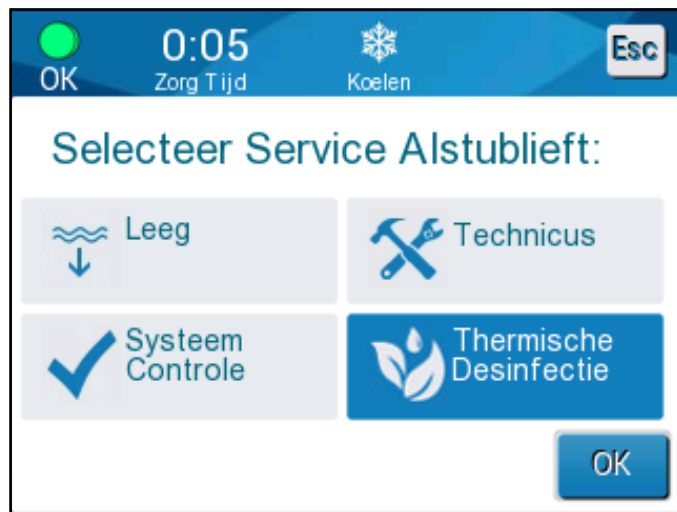 0:05
OK
Zorg Tijd
Koelen
Esc
Selecteer Service Alstublieft:
Leeg
Technicus
Systeem
Controle
Thermische
Desinfectie
OK